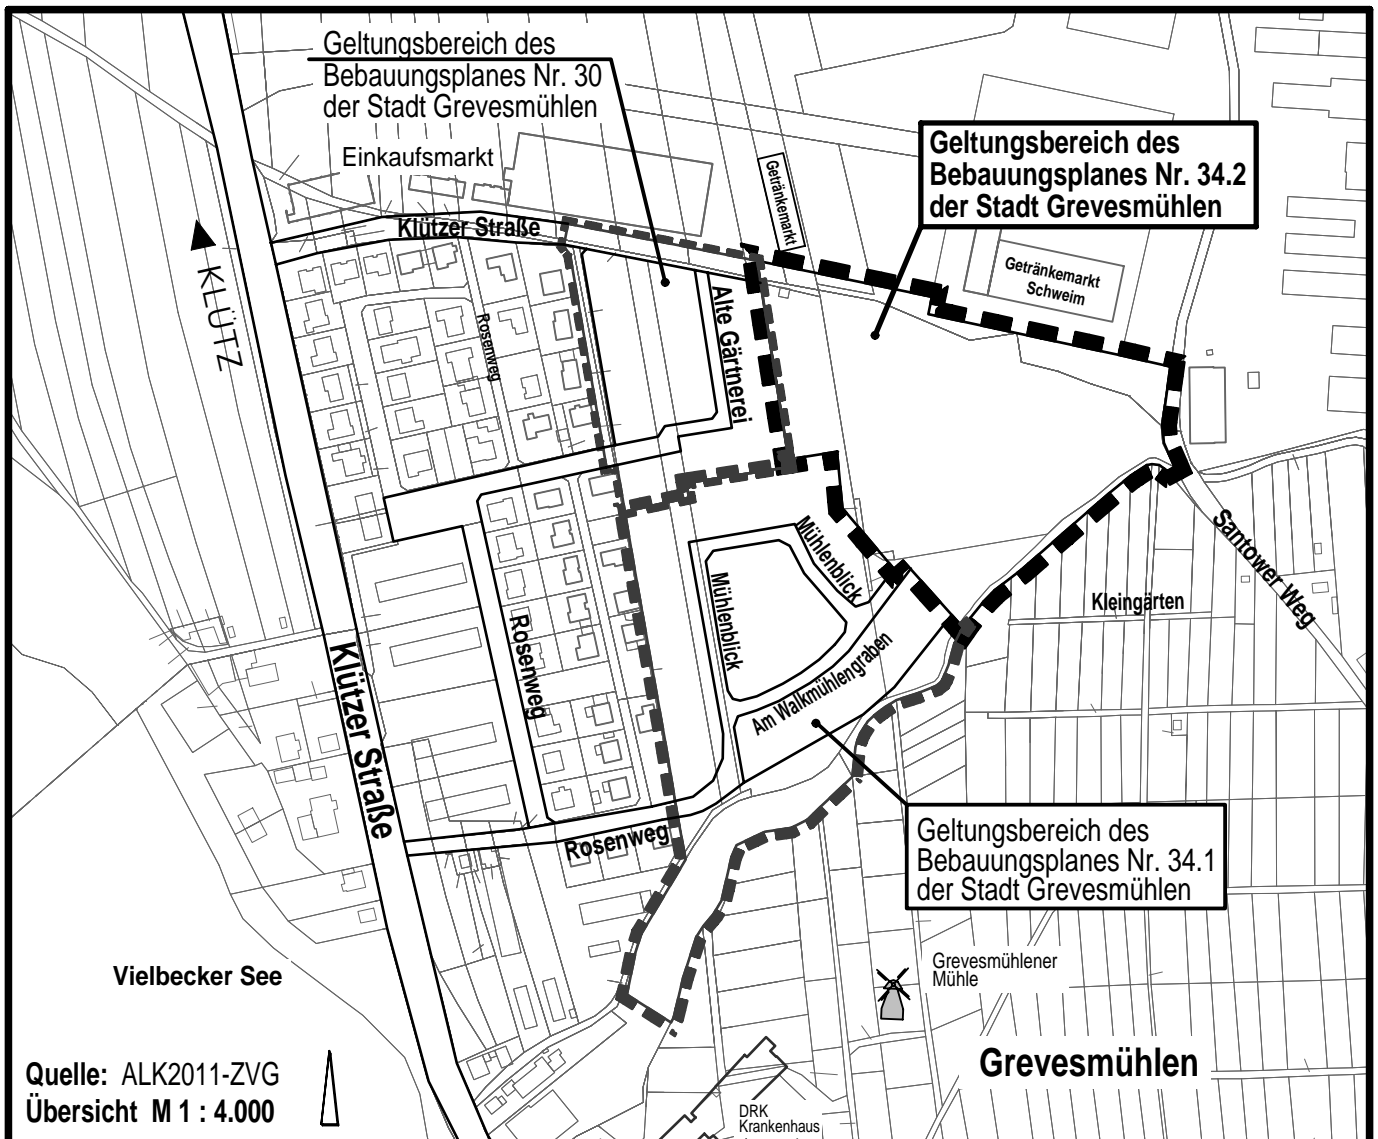 Geltungsbereich des
Bebauungsplanes Nr. 30
der Stadt Grevesmühlen
Einkaufsmarkt
Getränkemarkt
Geltungsbereich des
Bebauungsplanes Nr. 34.2
der Stadt Grevesmühlen
Klützer Straße
KLÜTZ
Getränkemarkt
Schweim
Rosenweg
Alte Gärtnerei
Mühlenblick
Mühlenblick
Santower Weg
Kleingärten
Rosenweg
Klützer Straße
Am Walkmühlengraben
Rosenweg
Geltungsbereich des
Bebauungsplanes Nr. 34.1
der Stadt Grevesmühlen
Vielbecker See
Grevesmühlener
Mühle
Grevesmühlen
Quelle: ALK2011-ZVG
Übersicht M 1 : 4.000
DRK
Krankenhaus